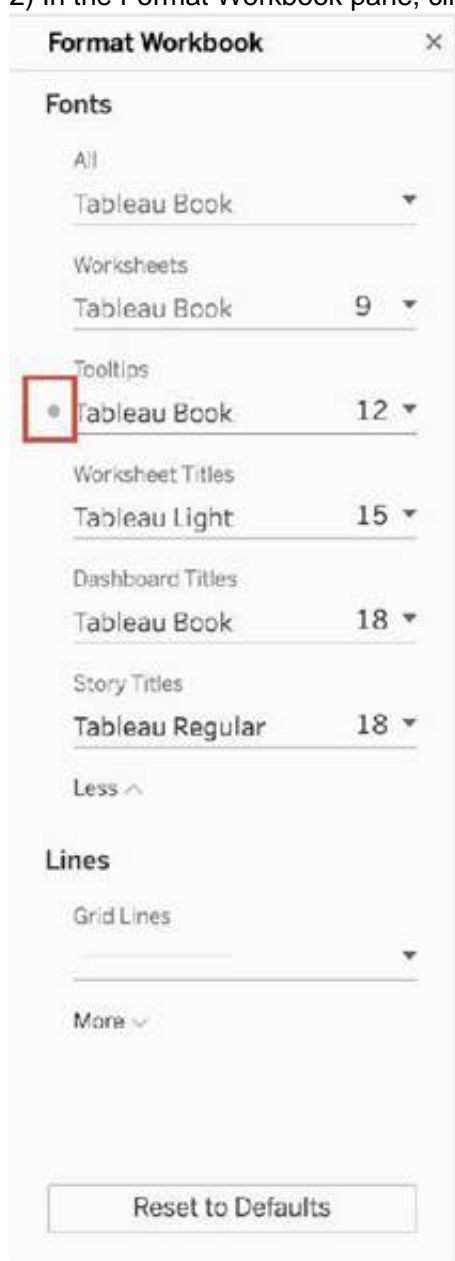 2) In the Format Workbook pane, cli
Format Workbook ×
Fonts
All
Tableau Book
Worksheets
Tableau Book 9
Tooltips
Tableau Book 12
Worksheet Titles
Tableau Light 15
Dashboard Titles
Tableau Book 18
Story Titles
Tableau Regular 18
Less
Lines
Grid Lines
More
Reset to Defaults